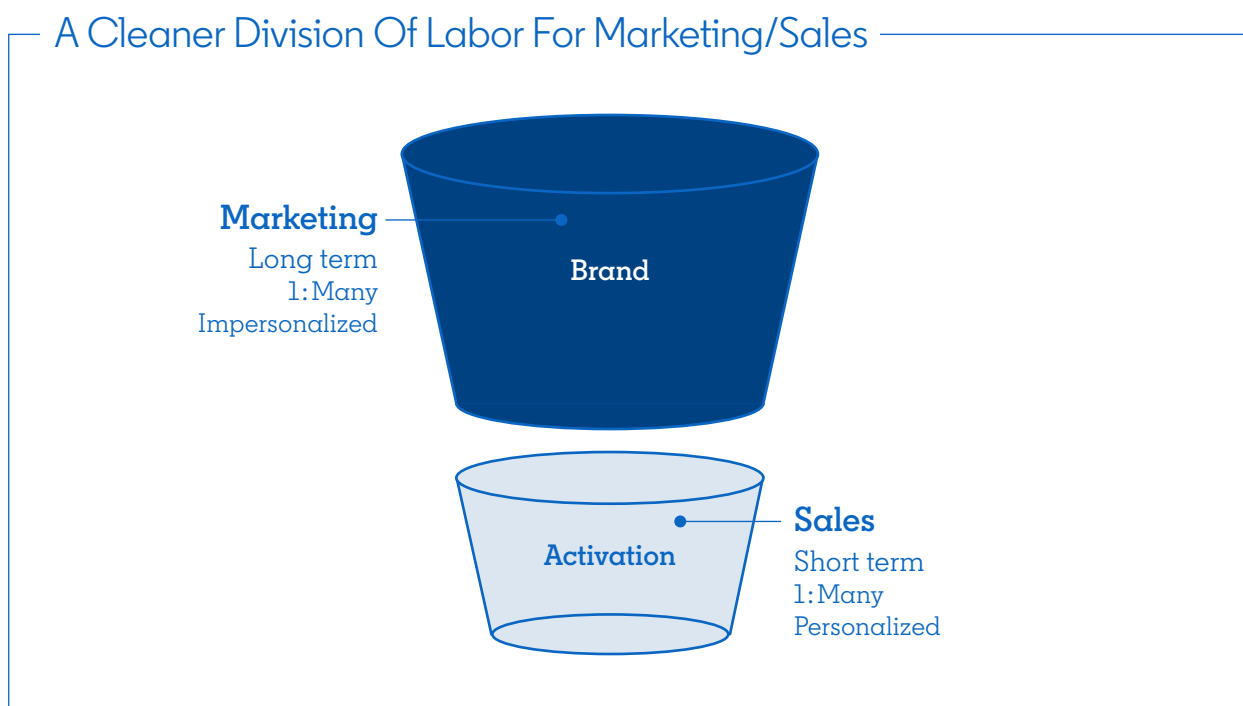 A Cleaner Division Of Labor For Marketing/Sales
Marketing
Long term
1:Many
Impersonalized
Brand
Activation
Sales
Short term
1:Many
Personalized